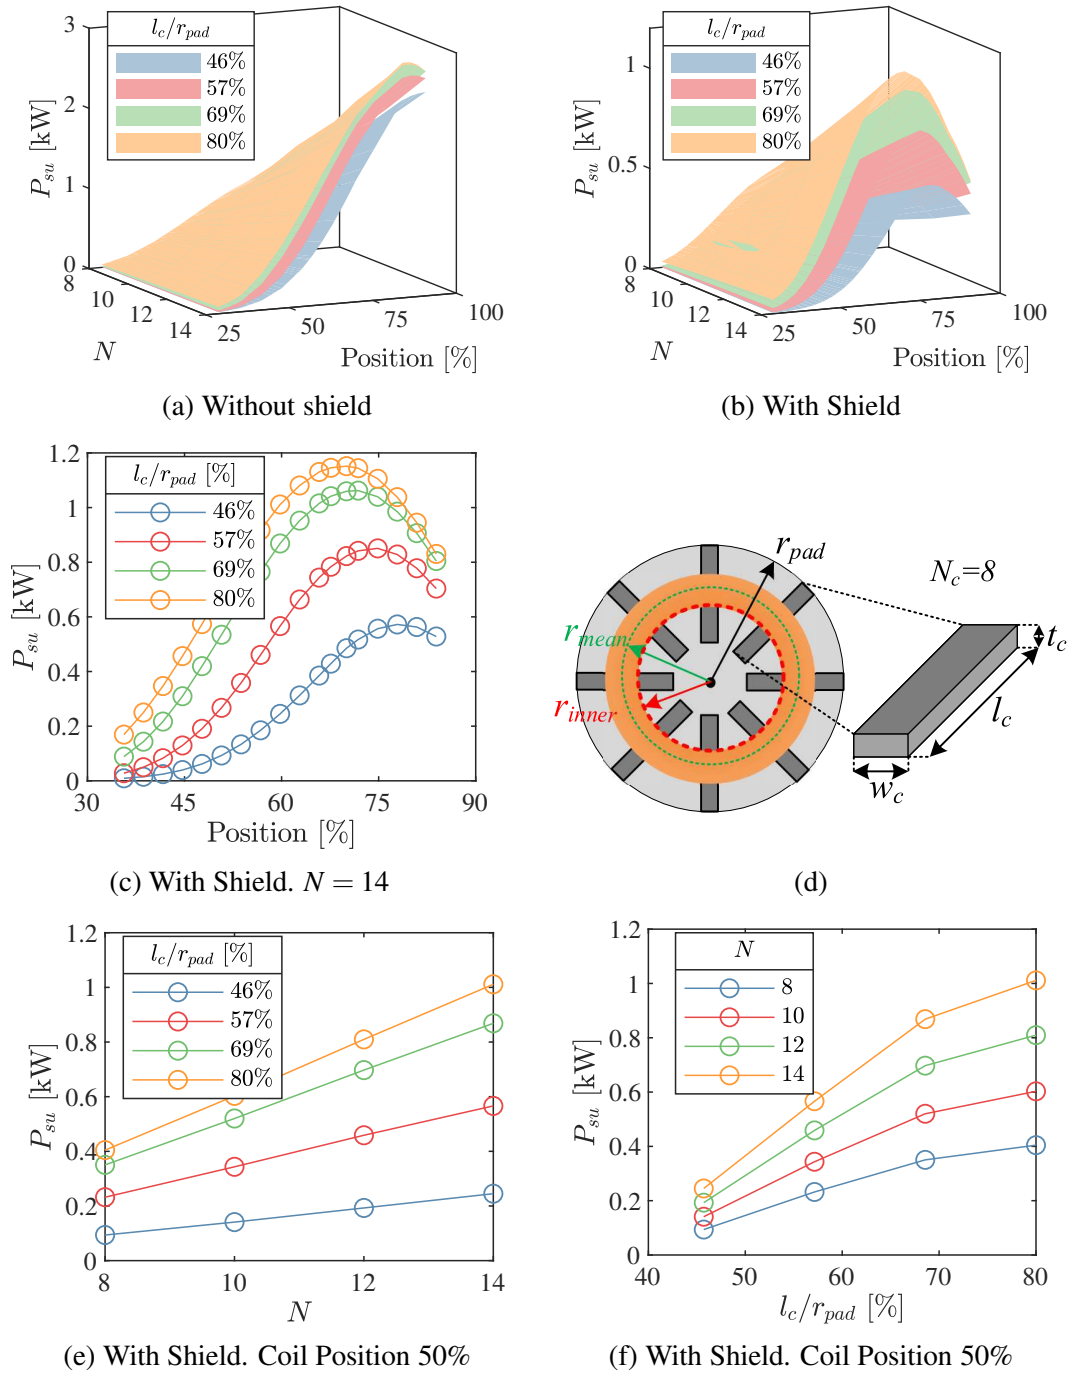 l_c/r_pad
46%
57%
69%
80%
P_su [kW]
3
2
1
0
8
10
12
14
N
25
50
75
100
Position [%]
(a) Without shield
l_c/r_pad
46%
57%
69%
80%
P_su [kW]
1
0.5
0
8
10
12
14
N
25
50
75
100
Position [%]
(b) With Shield
l_c/r_pad [%]
46%
57%
69%
80%
P_su [kW]
1.2
1
0.8
0.6
0.4
0.2
0
30
45
60
75
90
Position [%]
(c) With Shield. N = 14
r_pad
N_c=8
r_mean
r_inner
t_c
l_c
w_c
(d)
l_c/r_pad [%]
46%
57%
69%
80%
P_su [kW]
1.2
1
0.8
0.6
0.4
0.2
0
8
10
12
14
N
(e) With Shield. Coil Position 50%
N
8
10
12
14
P_su [kW]
1.2
1
0.8
0.6
0.4
0.2
0
40
50
60
70
80
l_c/r_pad [%]
(f) With Shield. Coil Position 50%